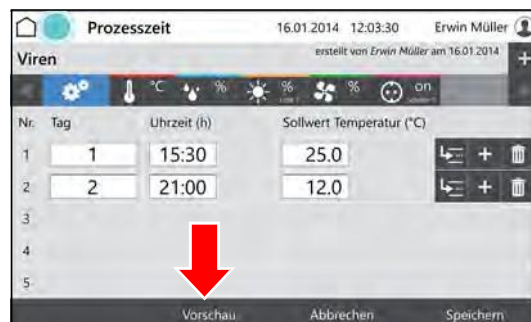 Prozesszeit 16.01.2014 12:03:30 Erwin Müller
Viren erstellt von Erwin Müller am 16.01.2014 +
°C % % % on
Nr. Tag Uhrzeit (h) Sollwert Temperatur (°C)
1 1 15:30 25.0 +
2 2 21:00 12.0 +
3
4
5
Vorschau Abbrechen Speichern